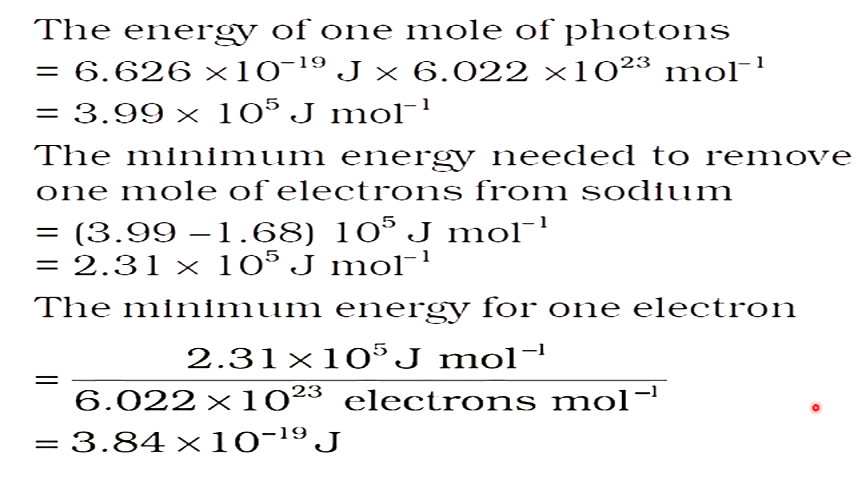 The energy of one mole of photons
= 6.626 ×10⁻¹⁹ J × 6.022 ×10²³ mol⁻¹
= 3.99 × 10⁵ J mol⁻¹
The minimum energy needed to remove
one mole of electrons from sodium
= (3.99 –1.68) 10⁵ J mol⁻¹
= 2.31 × 10⁵ J mol⁻¹
The minimum energy for one electron
= 2.31×10⁵ J mol⁻¹
6.022 ×10²³ electrons mol⁻¹
= 3.84 ×10⁻¹⁹ J